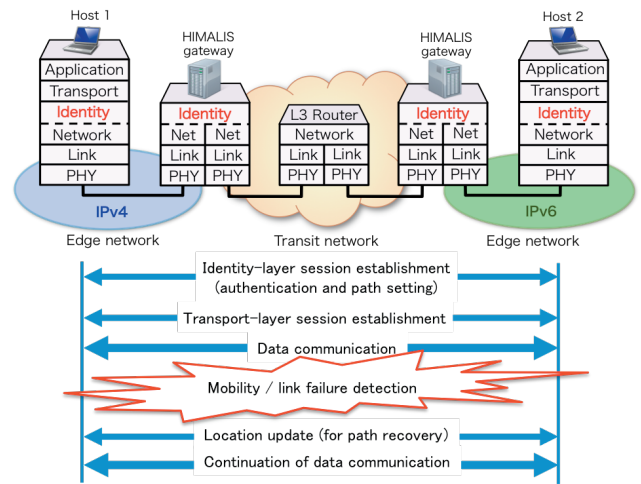 Host 1
HIMALIS
gateway
HIMALIS
gateway
Host 2
Application
Transport
Identity
Network
Link
PHY
Identity
Net Net
Link Link
PHY PHY
L3 Router
Network
Link Link
PHY PHY
Identity
Net Net
Link Link
PHY PHY
Application
Transport
Identity
Network
Link
PHY
IPv4
IPv6
Edge network
Transit network
Edge network
Identity-layer session establishment
(authentication and path setting)
Transport-layer session establishment
Data communication
Mobility / link failure detection
Location update (for path recovery)
Continuation of data communication